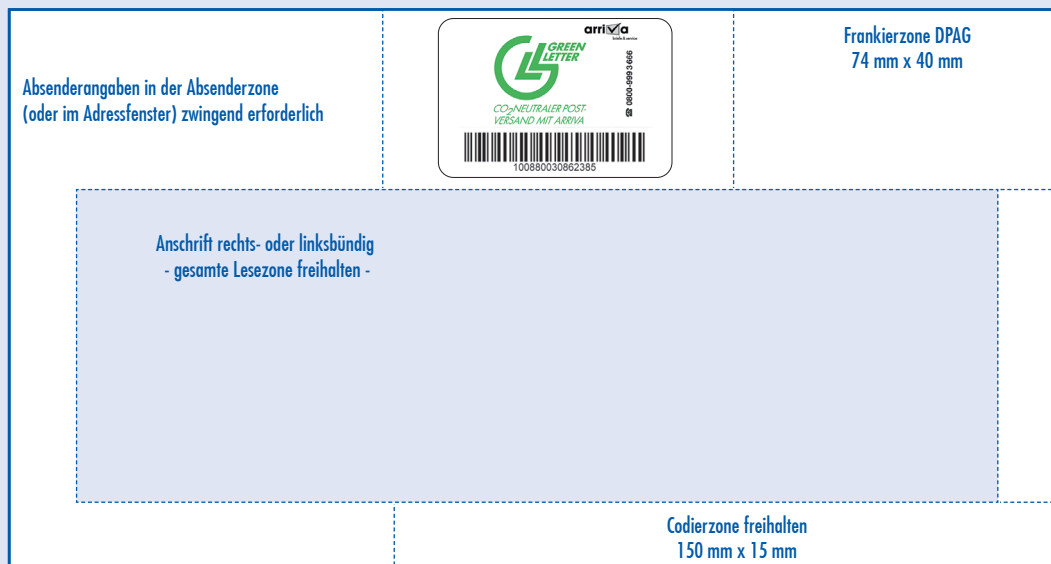 Absenderangaben in der Absenderzone
(oder im Adressfenster) zwingend erforderlich
arriva
briefe & service
GREEN
LETTER
CO2NEUTRALER POST-
VERSAND MIT ARRIVA
☎ 0800-9993666
100880030862385
Frankierzone DPAG
74 mm x 40 mm
Anschrift rechts- oder linksbündig
- gesamte Lesezone freihalten -
Codierzone freihalten
150 mm x 15 mm